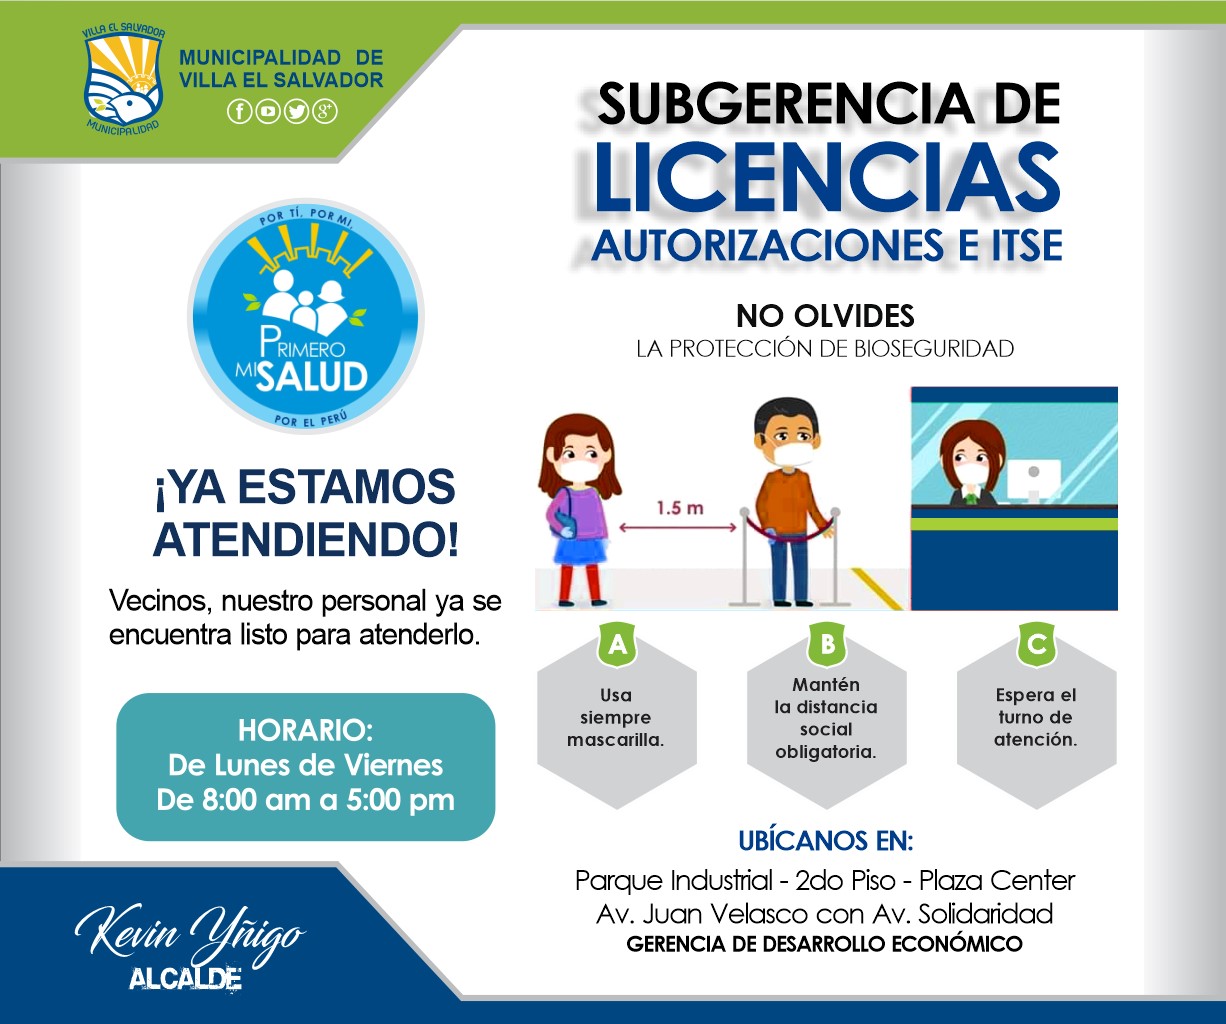 VILLA EL SALVADOR
MUNICIPALIDAD
MUNICIPALIDAD DE
VILLA EL SALVADOR
POR TÍ, POR MI,
PRIMERO
MI SALUD
POR EL PERÚ
¡YA ESTAMOS
ATENDIENDO!
Vecinos, nuestro personal ya se
encuentra listo para atenderlo.
HORARIO:
De Lunes de Viernes
De 8:00 am a 5:00 pm
Kevin Yñigo
ALCALDE
SUBGERENCIA DE
LICENCIAS
AUTORIZACIONES E ITSE
NO OLVIDES
LA PROTECCIÓN DE BIOSEGURIDAD
1.5 m
A
Usa
siempre
mascarilla.
B
Mantén
la distancia
social
obligatoria.
C
Espera el
turno de
atención.
UBÍCANOS EN:
Parque Industrial - 2do Piso - Plaza Center
Av. Juan Velasco con Av. Solidaridad
GERENCIA DE DESARROLLO ECONÓMICO